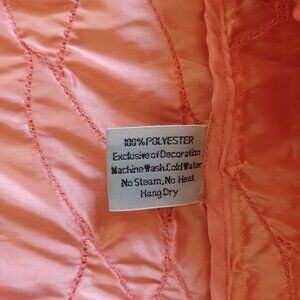 100% POLYESTER
Exclusive of Decoration
Machine Wash.Cold Water
No Steam, No Heat
Hang Dry